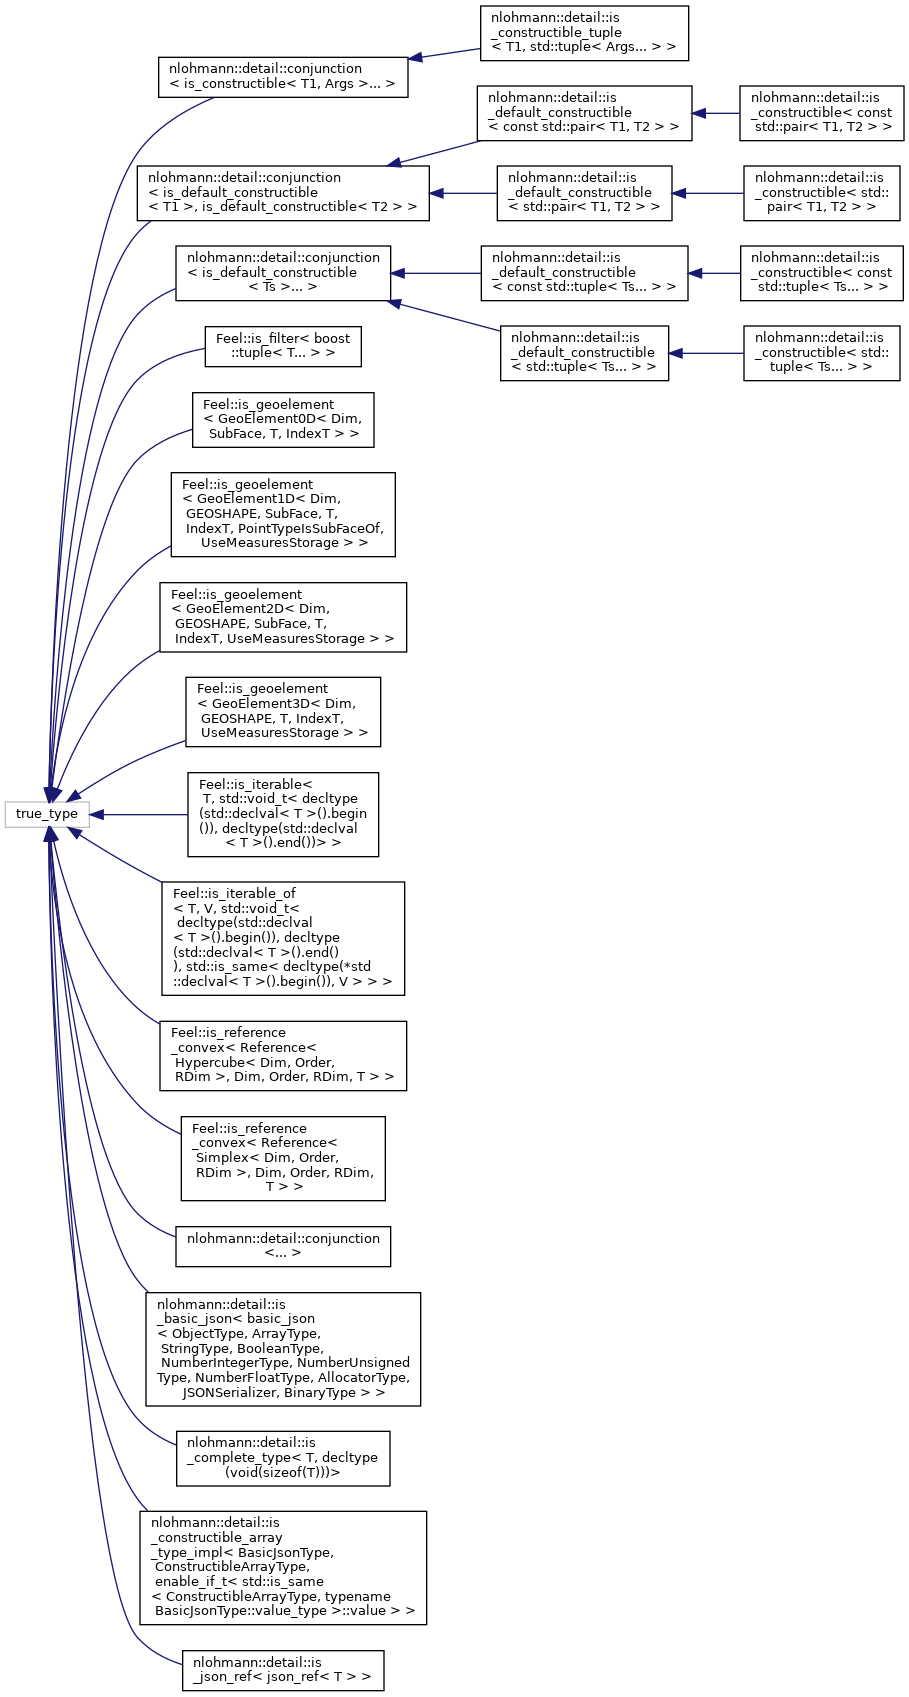 nlohmann::detail::is
_constructible_tuple
< T1, std::tuple< Args... > >
nlohmann::detail::conjunction
< is_constructible< T1, Args >... >
nlohmann::detail::is
_default_constructible
< const std::pair< T1, T2 > >
nlohmann::detail::is
_constructible< const
std::pair< T1, T2 > >
nlohmann::detail::conjunction
< is_default_constructible
< T1 >, is_default_constructible< T2 > >
nlohmann::detail::is
_default_constructible
< std::pair< T1, T2 > >
nlohmann::detail::is
_constructible< std::
pair< T1, T2 > >
nlohmann::detail::conjunction
< is_default_constructible
< Ts >... >
nlohmann::detail::is
_default_constructible
< const std::tuple< Ts... > >
nlohmann::detail::is
_constructible< const
std::tuple< Ts... > >
nlohmann::detail::is
_default_constructible
< std::tuple< Ts... > >
nlohmann::detail::is
_constructible< std::
tuple< Ts... > >
Feel::is_filter< boost
::tuple< T... > >
Feel::is_geoelement
< GeoElement0D< Dim,
SubFace, T, IndexT > >
Feel::is_geoelement
< GeoElement1D< Dim,
GEOSHAPE, SubFace, T,
IndexT, PointTypeIsSubFaceOf,
UseMeasuresStorage > >
Feel::is_geoelement
< GeoElement2D< Dim,
GEOSHAPE, SubFace, T,
IndexT, UseMeasuresStorage > >
Feel::is_geoelement
< GeoElement3D< Dim,
GEOSHAPE, T, IndexT,
UseMeasuresStorage > >
true_type
Feel::is_iterable<
T, std::void_t< decltype
(std::declval< T >().begin
()), decltype(std::declval
< T >().end())> >
Feel::is_iterable_of
< T, V, std::void_t<
decltype(std::declval
< T >().begin()), decltype
(std::declval< T >().end()
), std::is_same< decltype(*std
::declval< T >().begin()), V > > >
Feel::is_reference
_convex< Reference<
Hypercube< Dim, Order,
RDim >, Dim, Order, RDim, T > >
Feel::is_reference
_convex< Reference<
Simplex< Dim, Order,
RDim >, Dim, Order, RDim,
T > >
nlohmann::detail::conjunction
<... >
nlohmann::detail::is
_basic_json< basic_json
< ObjectType, ArrayType,
StringType, BooleanType,
NumberIntegerType, NumberUnsigned
Type, NumberFloatType, AllocatorType,
JSONSerializer, BinaryType > >
nlohmann::detail::is
_complete_type< T, decltype
(void(sizeof(T)))>
nlohmann::detail::is
_constructible_array
_type_impl< BasicJsonType,
ConstructibleArrayType,
enable_if_t< std::is_same
< ConstructibleArrayType, typename
BasicJsonType::value_type >::value > >
nlohmann::detail::is
_json_ref< json_ref< T > >